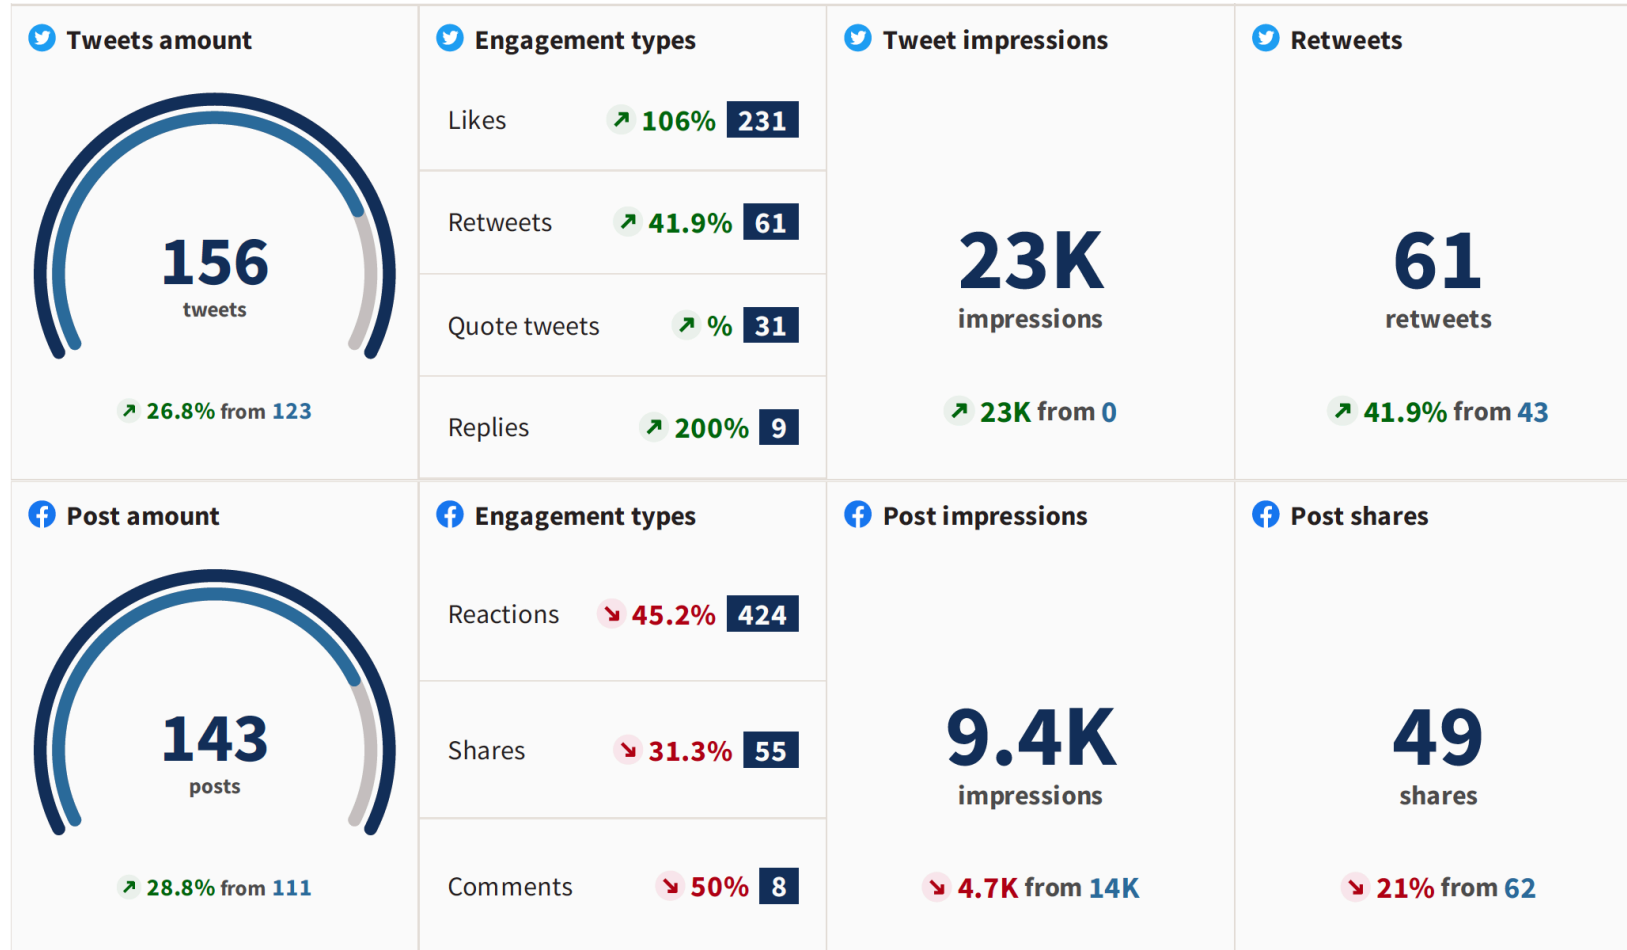 Tweets amount
156
tweets
26.8% from 123
Engagement types
Likes 106% 231
Retweets 41.9% 61
Quote tweets % 31
Replies 200% 9
Tweet impressions
23K
impressions
23K from 0
Retweets
61
retweets
41.9% from 43
Post amount
143
posts
28.8% from 111
Engagement types
Reactions 45.2% 424
Shares 31.3% 55
Comments 50% 8
Post impressions
9.4K
impressions
4.7K from 14K
Post shares
49
shares
21% from 62